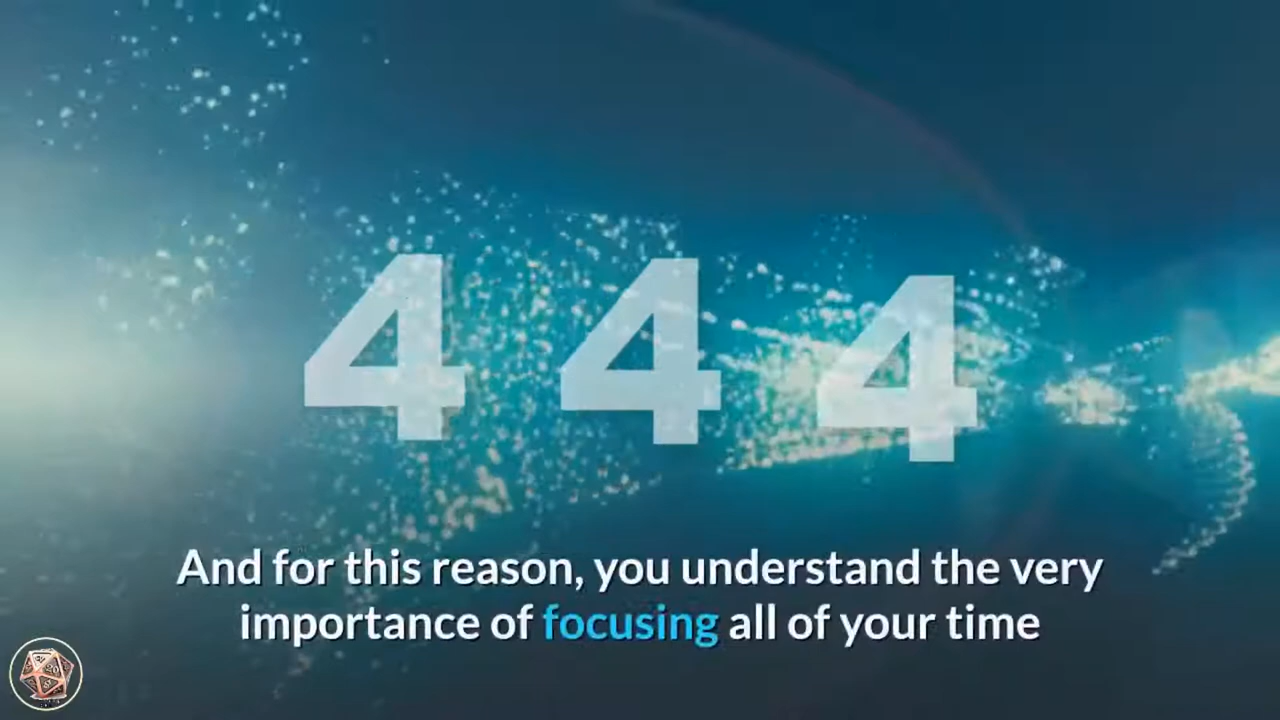 4 4 4
And for this reason, you understand the very
importance of focusing all of your time